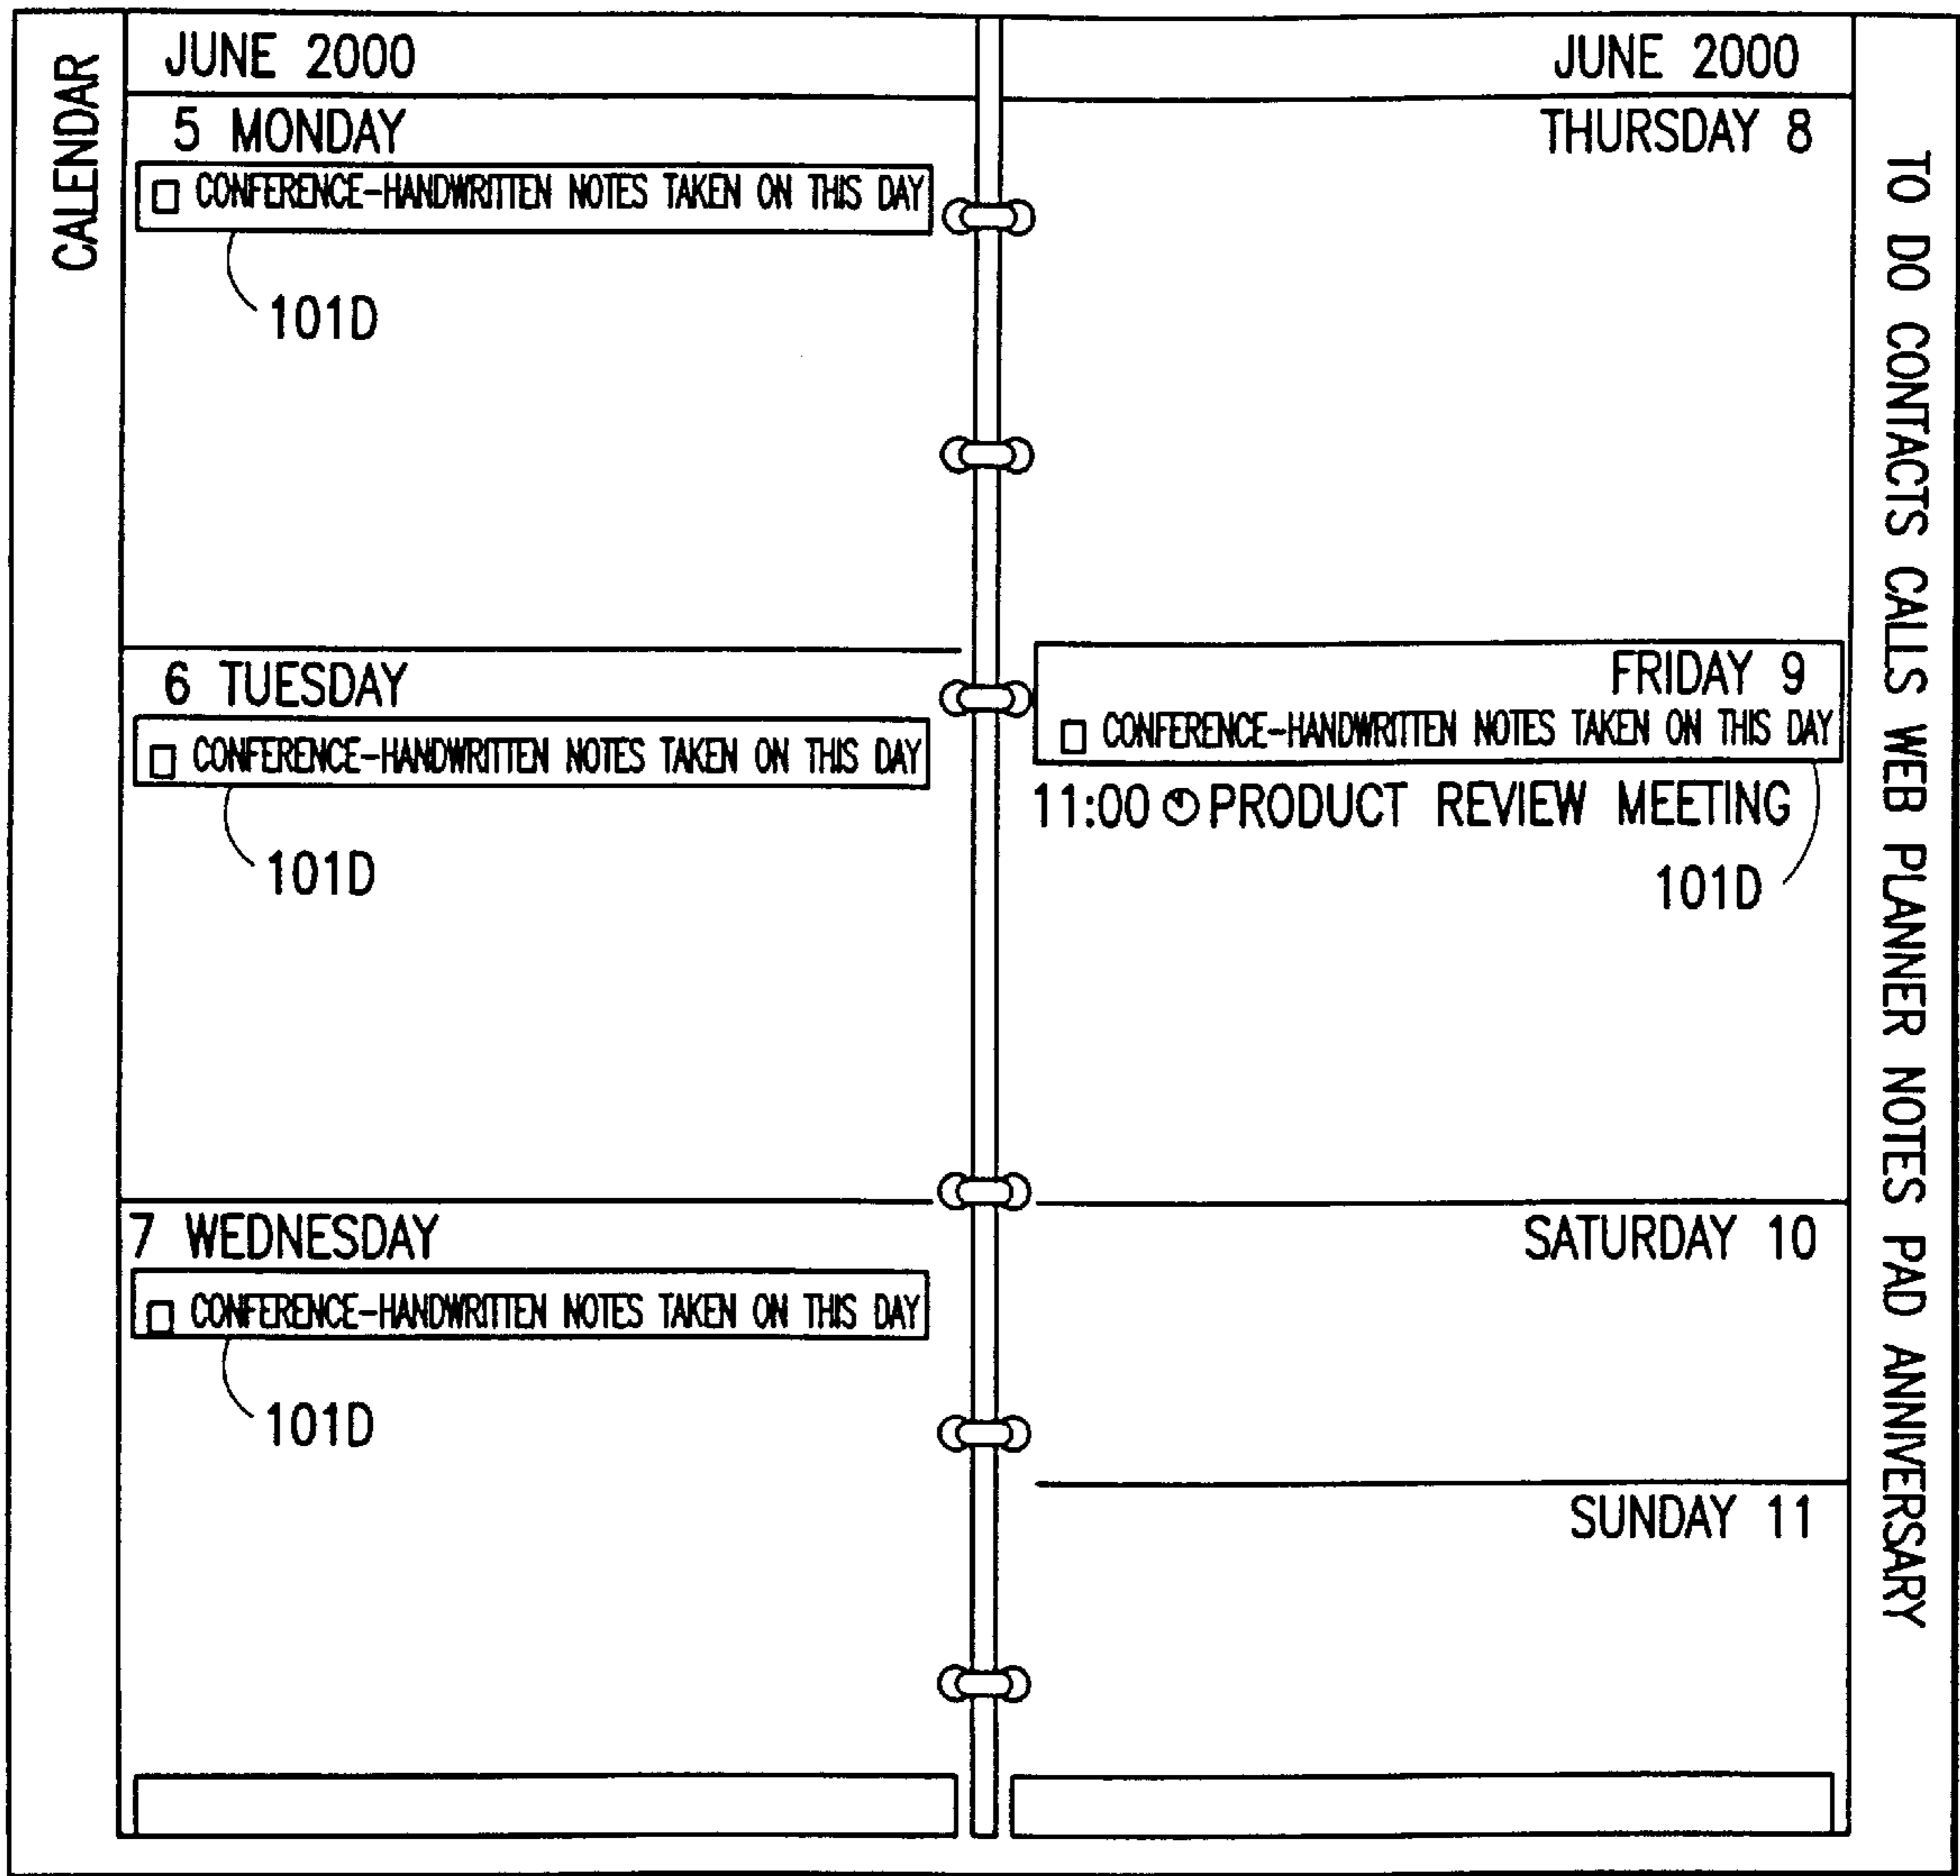 CALENDAR
JUNE 2000
5 MONDAY
CONFERENCE-HANDWRITTEN NOTES TAKEN ON THIS DAY
101D
6 TUESDAY
CONFERENCE-HANDWRITTEN NOTES TAKEN ON THIS DAY
101D
7 WEDNESDAY
CONFERENCE-HANDWRITTEN NOTES TAKEN ON THIS DAY
101D
JUNE 2000
THURSDAY 8
FRIDAY 9
CONFERENCE-HANDWRITTEN NOTES TAKEN ON THIS DAY
11:00 PRODUCT REVIEW MEETING
101D
SATURDAY 10
SUNDAY 11
TO DO CONTACTS CALLS WEB PLANNER NOTES PAD ANNIVERSARY